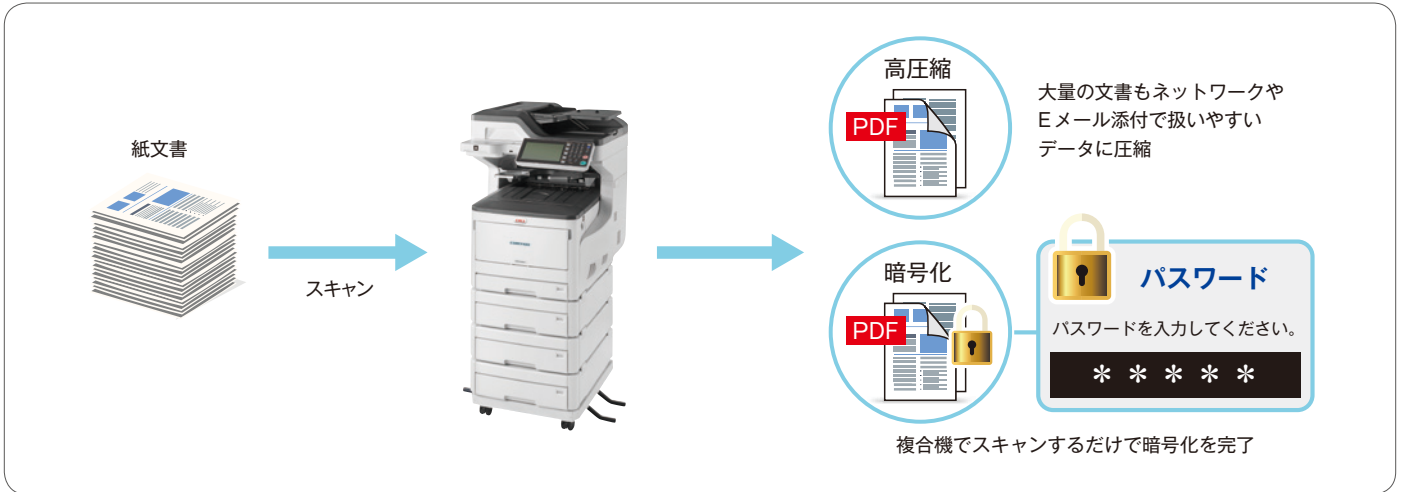 紙文書
スキャン
高圧縮
PDF
大量の文書もネットワークや
Eメール添付で扱いやすい
データに圧縮
暗号化
PDF
パスワード
パスワードを入力してください。
＊＊＊＊＊
複合機でスキャンするだけで暗号化を完了
OKI